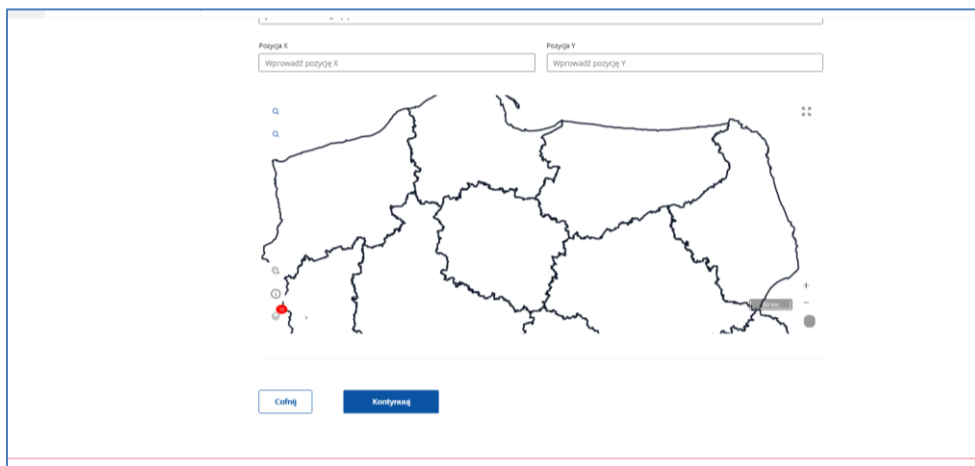 Pozycja X
Pozycja Y
Wprowadź pozycję X
Wprowadź pozycję Y
Cofnij
Kontynuuj